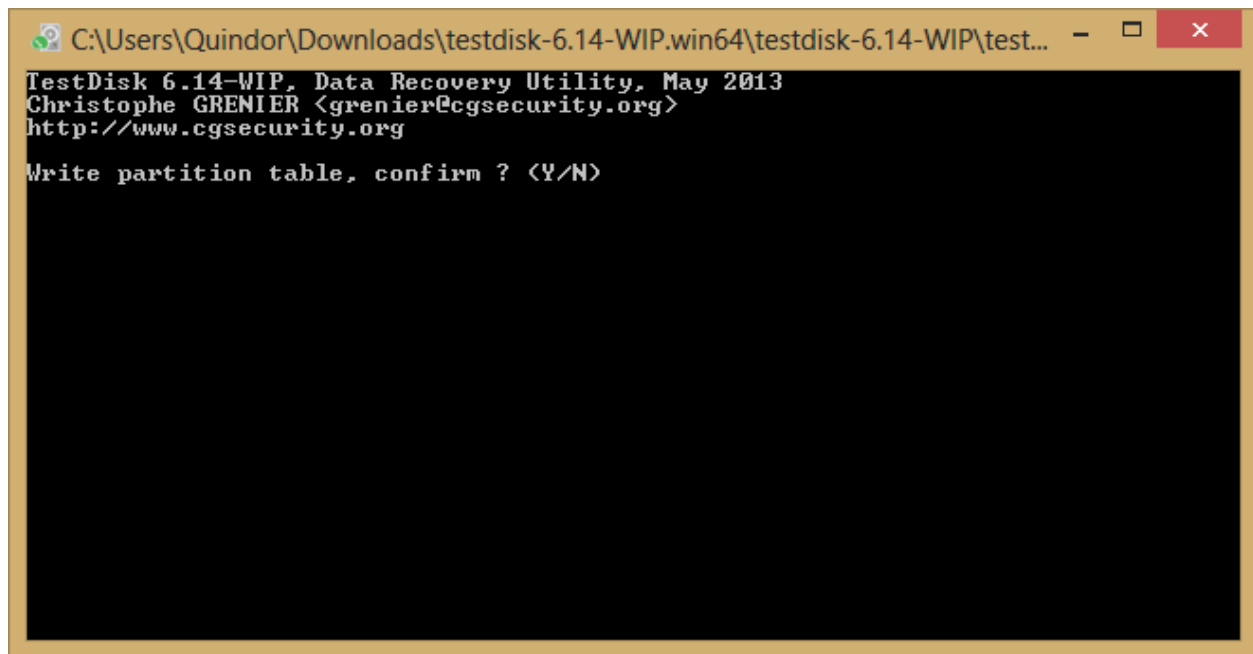 C:\Users\Quindor\Downloads\testdisk-6.14-WIP.win64\testdisk-6.14-WIP\test...
TestDisk 6.14-WIP, Data Recovery Utility, May 2013
Christophe GRENIER <grenier@cgsecurity.org>
http://www.cgsecurity.org
Write partition table, confirm ? (Y/N)